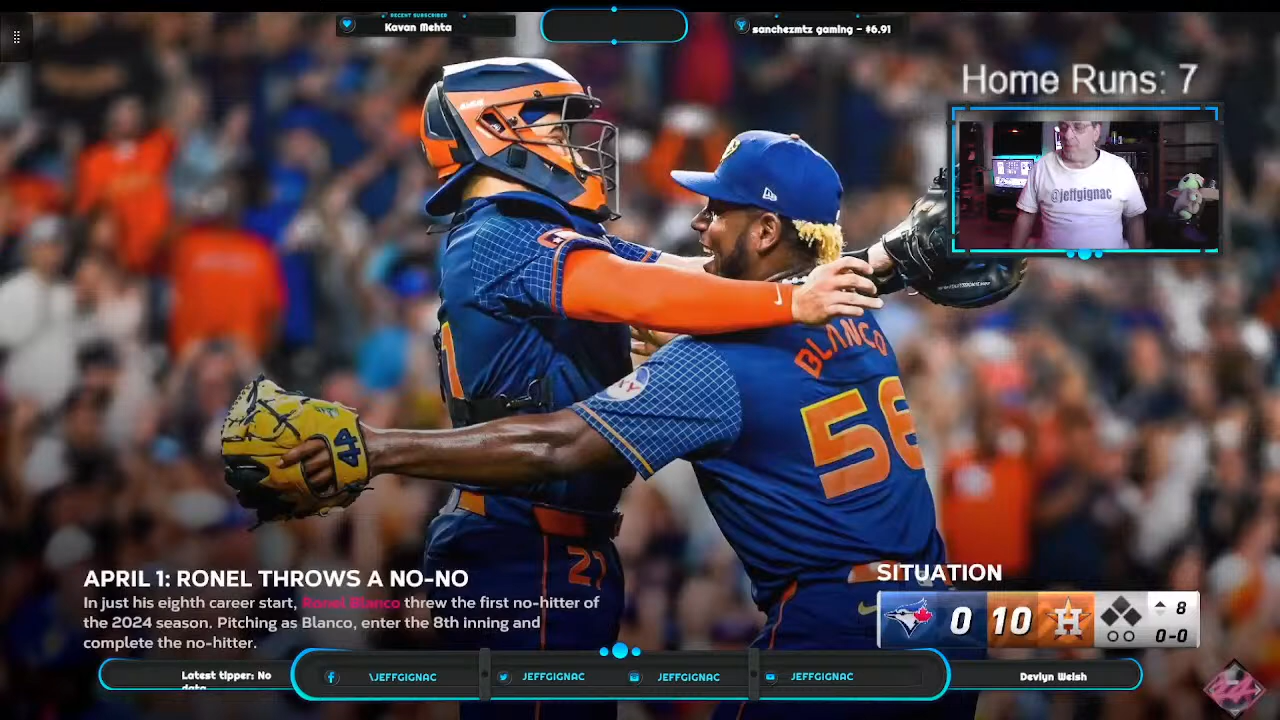 RECENT SUBSCRIBER
Kavan Mehta
sanchezmtz gaming - $6.91
Home Runs: 7
@jeffgignac
BLANCO
56
27
APRIL 1: RONEL THROWS A NO-NO
In just his eighth career start, Ronel Blanco threw the first no-hitter of
the 2024 season. Pitching as Blanco, enter the 8th inning and
complete the no-hitter.
SITUATION
0 10 H 8
0-0
Latest tipper: No
data
\JEFFGIGNAC
JEFFGIGNAC
JEFFGIGNAC
JEFFGIGNAC
Devlyn Welsh